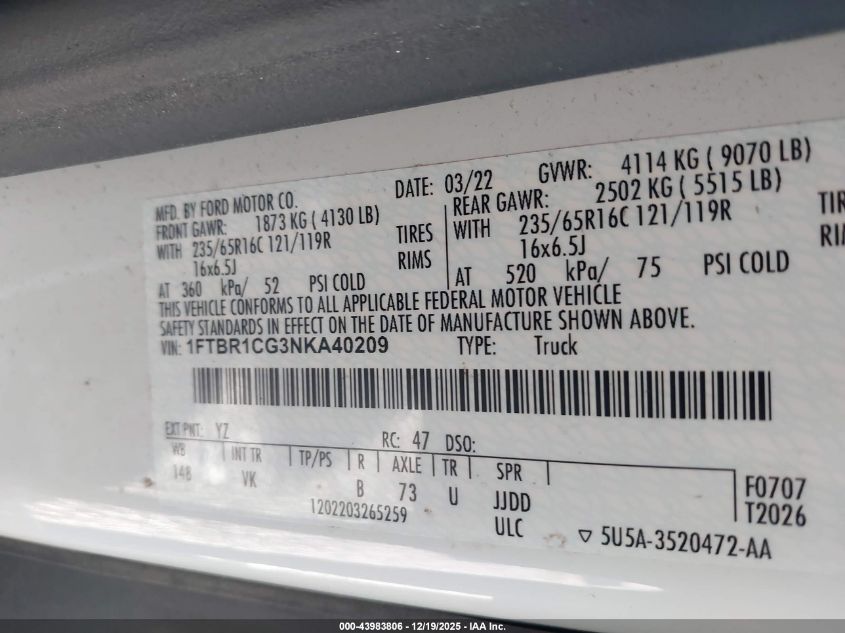 MFD. BY FORD MOTOR CO. DATE: 03/22 GVWR: 4114 KG ( 9070 LB)
FRONT GAWR: 1873 KG ( 4130 LB) REAR GAWR: 2502 KG ( 5515 LB)
WITH 235/65R16C 121/119R TIRES WITH 235/65R16C 121/119R TIR
16x6.5J RIMS 16x6.5J RIM
AT 360 kPa/ 52 PSI COLD AT 520 kPa/ 75 PSI COLD
THIS VEHICLE CONFORMS TO ALL APPLICABLE FEDERAL MOTOR VEHICLE
SAFETY STANDARDS IN EFFECT ON THE DATE OF MANUFACTURE SHOWN ABOVE.
VIN: 1FTBR1CG3NKA40209 TYPE: Truck
EXT PNT: YZ RC: 47 DSO:
WB INT TR TP/PS R AXLE TR SPR
148 VK B 73 U JJDD F0707
1202203265259 ULC T2026
▽ 5U5A-3520472-AA
000-43983806 - 12/19/2025 - IAA Inc.